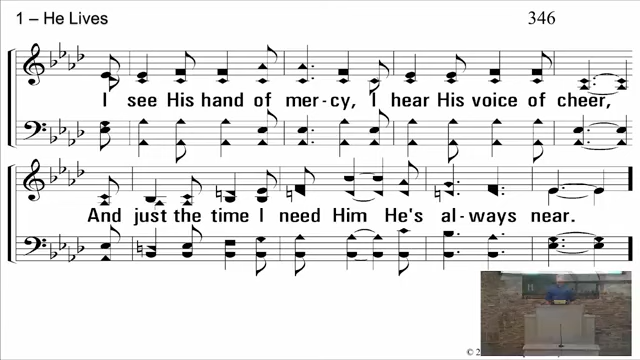 1 – He Lives
346
I see His hand of mer-cy, I hear His voice of cheer,
And just the time I need Him He's al-ways near.
© 2